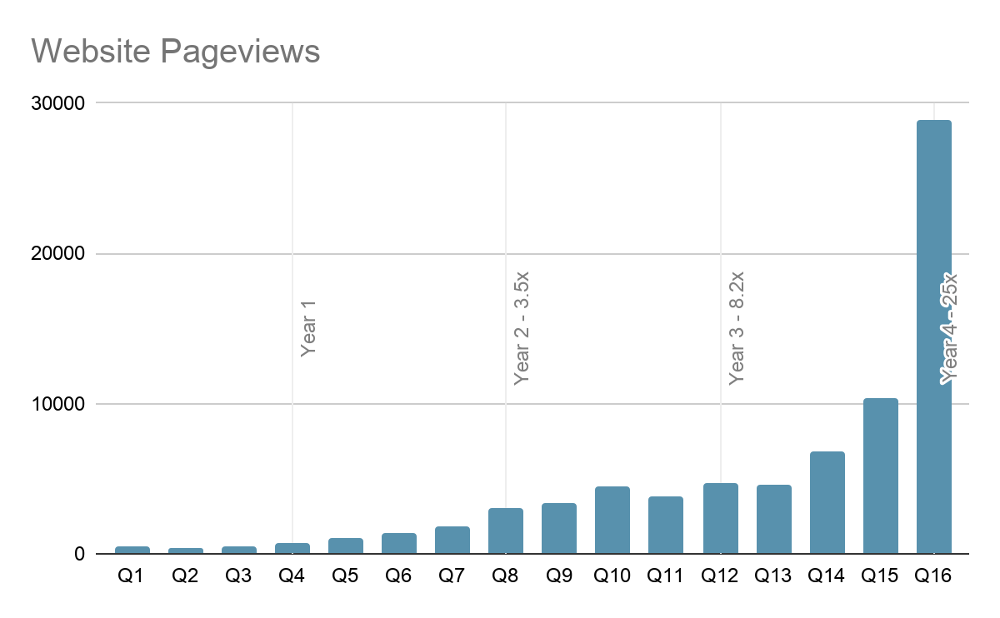 Website Pageviews
30000
20000
10000
0
Year 1
Year 2 - 3.5x
Year 3 - 8.2x
Year 4 - 25x
Q1 Q2 Q3 Q4 Q5 Q6 Q7 Q8 Q9 Q10 Q11 Q12 Q13 Q14 Q15 Q16